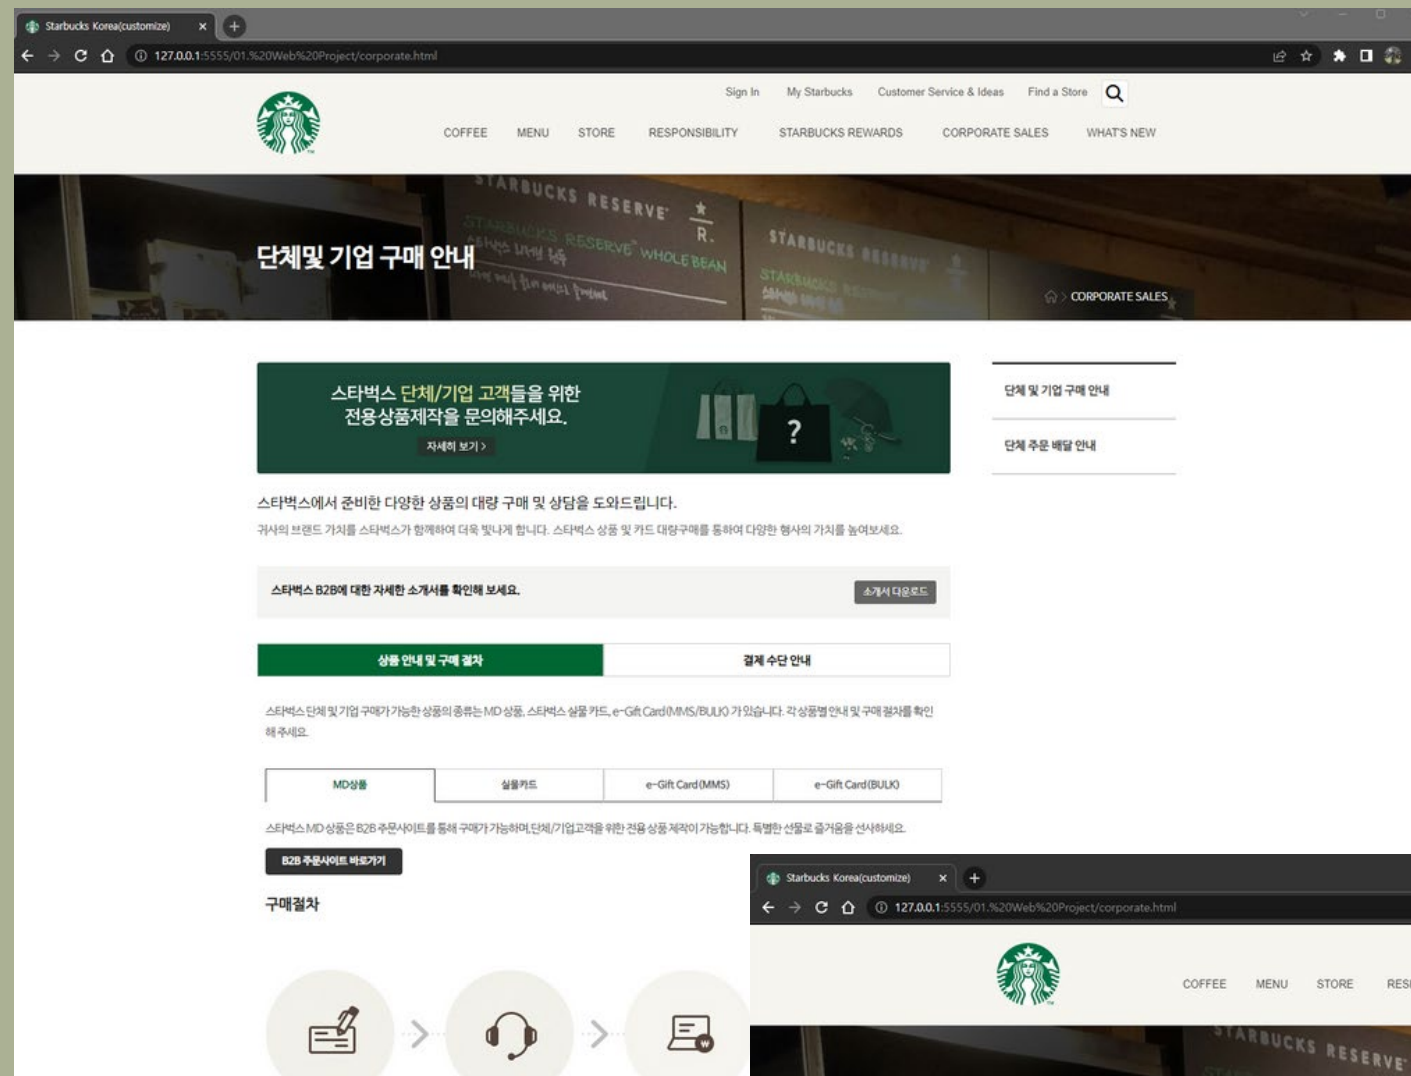 Starbucks Korea(customize)
127.0.0.1:5555/01.%20Web%20Project/corporate.html
Sign In My Starbucks Customer Service & Ideas Find a Store
COFFEE MENU STORE RESPONSIBILITY STARBUCKS REWARDS CORPORATE SALES WHAT'S NEW
STARBUCKS RESERVE
R.
STARBUCKS RESERVE WHOLE BEAN
STARBUCKS RESERVE
단체및 기업 구매 안내
> CORPORATE SALES
스타벅스 단체/기업 고객들을 위한
전용상품제작을 문의해주세요.
자세히 보기 >
?
단체 및 기업 구매 안내
단체 주문 배달 안내
스타벅스에서 준비한 다양한 상품의 대량 구매 및 상담을 도와드립니다.
귀사의 브랜드 가치를 스타벅스가 함께하여 더욱 빛나게 합니다. 스타벅스 상품 및 카드 대량구매를 통하여 다양한 행사의 가치를 높여보세요.
스타벅스 B2B에 대한 자세한 소개서를 확인해 보세요.
소개서 다운로드
상품 안내 및 구매 절차 결제 수단 안내
스타벅스 단체 및 기업 구매가 가능한 상품의 종류는 MD 상품, 스타벅스 실물 카드, e-Gift Card(MMS/BULK) 가 있습니다. 각 상품별 안내 및 구매 절차를 확인
해 주세요.
MD상품 실물카드 e-Gift Card(MMS) e-Gift Card(BULK)
스타벅스 MD 상품은 B2B 주문사이트를 통해 구매가 가능하며,단체/기업고객을 위한 전용 상품 제작이 가능합니다. 특별한 선물로 즐거움을 선사하세요.
B2B 주문사이트 바로가기
구매절차
Starbucks Korea(customize)
127.0.0.1:5555/01.%20Web%20Project/corporate.html
COFFEE MENU STORE RES
STARBUCKS RESERVE